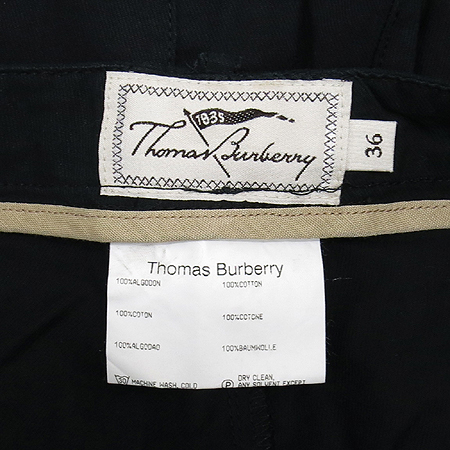 1835
Thomas Burberry
36
Thomas Burberry
100%ALGODON 100%COTTON
100%COTON 100%COTONE
100%ALGODAO 100%BAUMWOLLE
30 MACHINE WASH, COLD P DRY CLEAN,
ANY SOLVENT EXCEPT